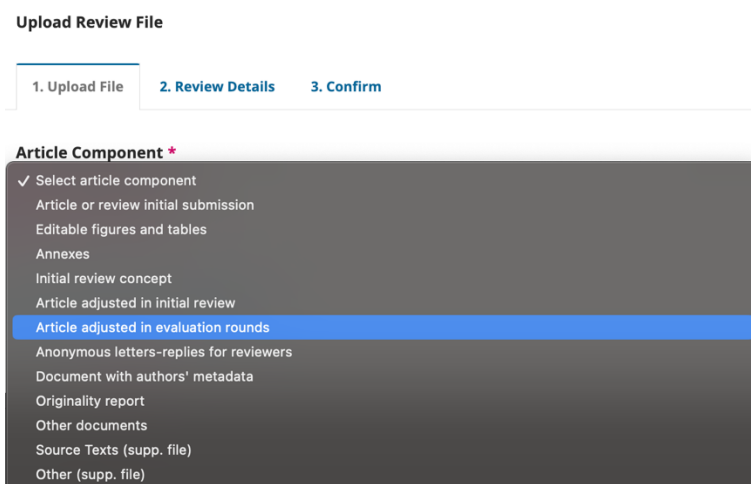 Upload Review File
1. Upload File 2. Review Details 3. Confirm
Article Component *
✓ Select article component
Article or review initial submission
Editable figures and tables
Annexes
Initial review concept
Article adjusted in initial review
Article adjusted in evaluation rounds
Anonymous letters-replies for reviewers
Document with authors' metadata
Originality report
Other documents
Source Texts (supp. file)
Other (supp. file)